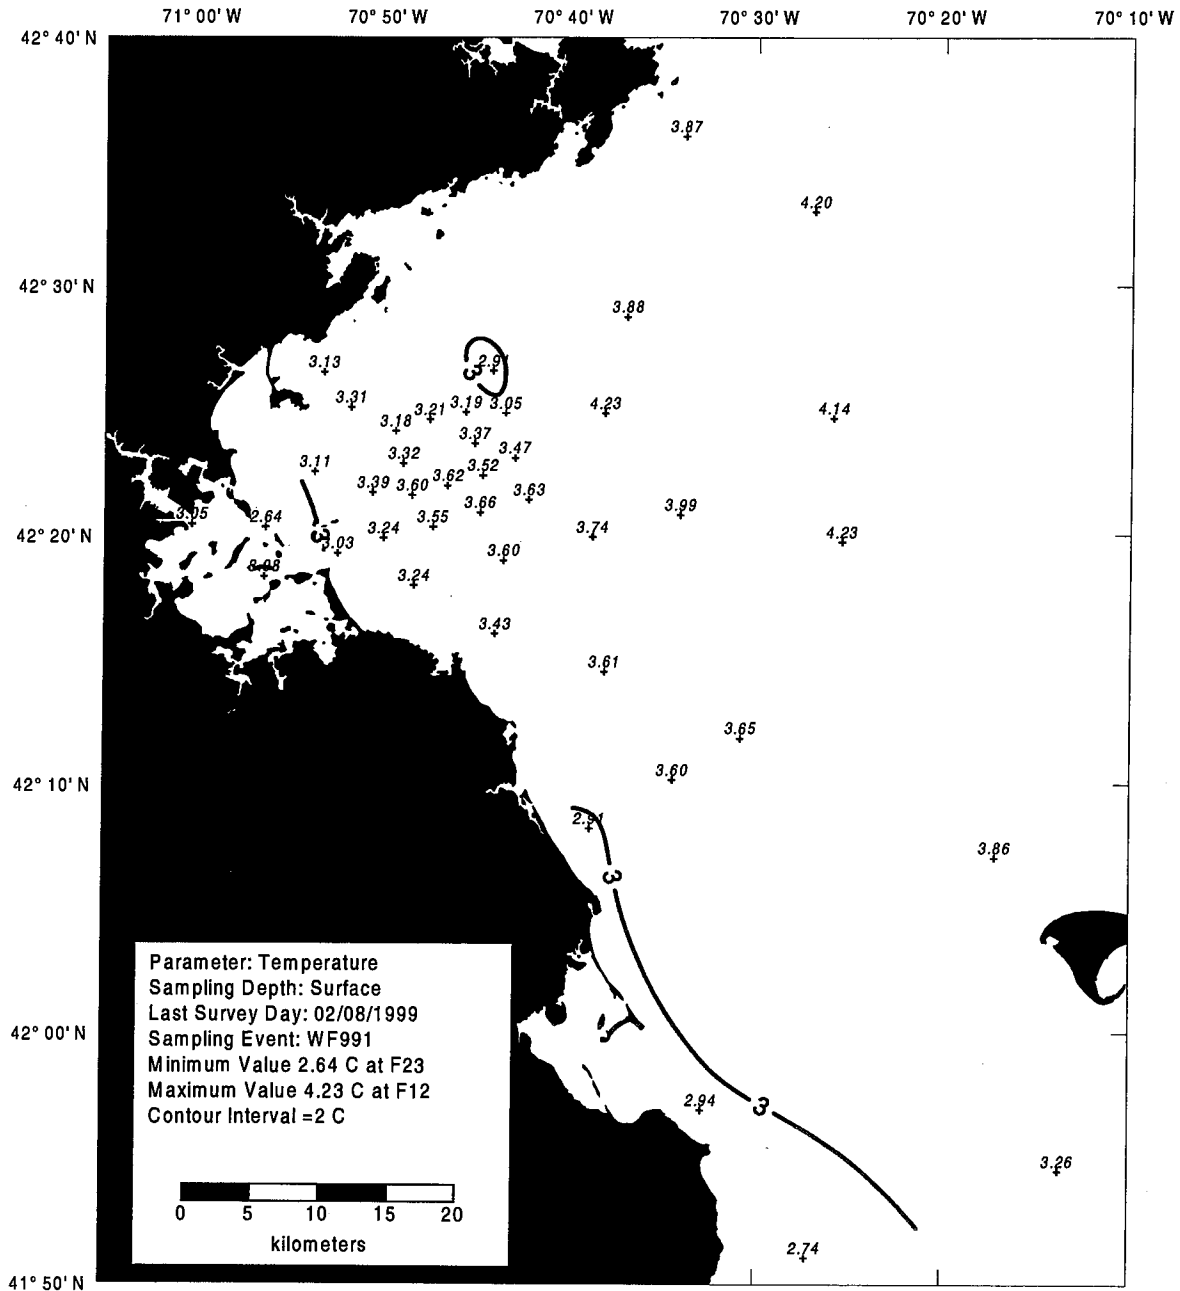 71° 00' W 70° 50' W 70° 40' W 70° 30' W 70° 20' W 70° 10' W
42° 40' N
3.87
4.20
42° 30' N
3.88
3.13
2.91
3
3.31
3.18
3.21
3.19
3.05
4.23
4.14
3.37
3.47
3.11
3.32
3.52
3.39
3.60
3.62
3.63
3.66
3.99
3.05
2.64
3.55
3.24
3.74
4.23
42° 20' N
3
3.03
3.60
3.24
3.43
3.61
3.65
3.60
42° 10' N
2.91
3.86
3
Parameter: Temperature
Sampling Depth: Surface
Last Survey Day: 02/08/1999
Sampling Event: WF991
Minimum Value 2.64 C at F23
Maximum Value 4.23 C at F12
Contour Interval =2 C
0 5 10 15 20
kilometers
42° 00' N
2.94
3
3.26
2.74
41° 50' N